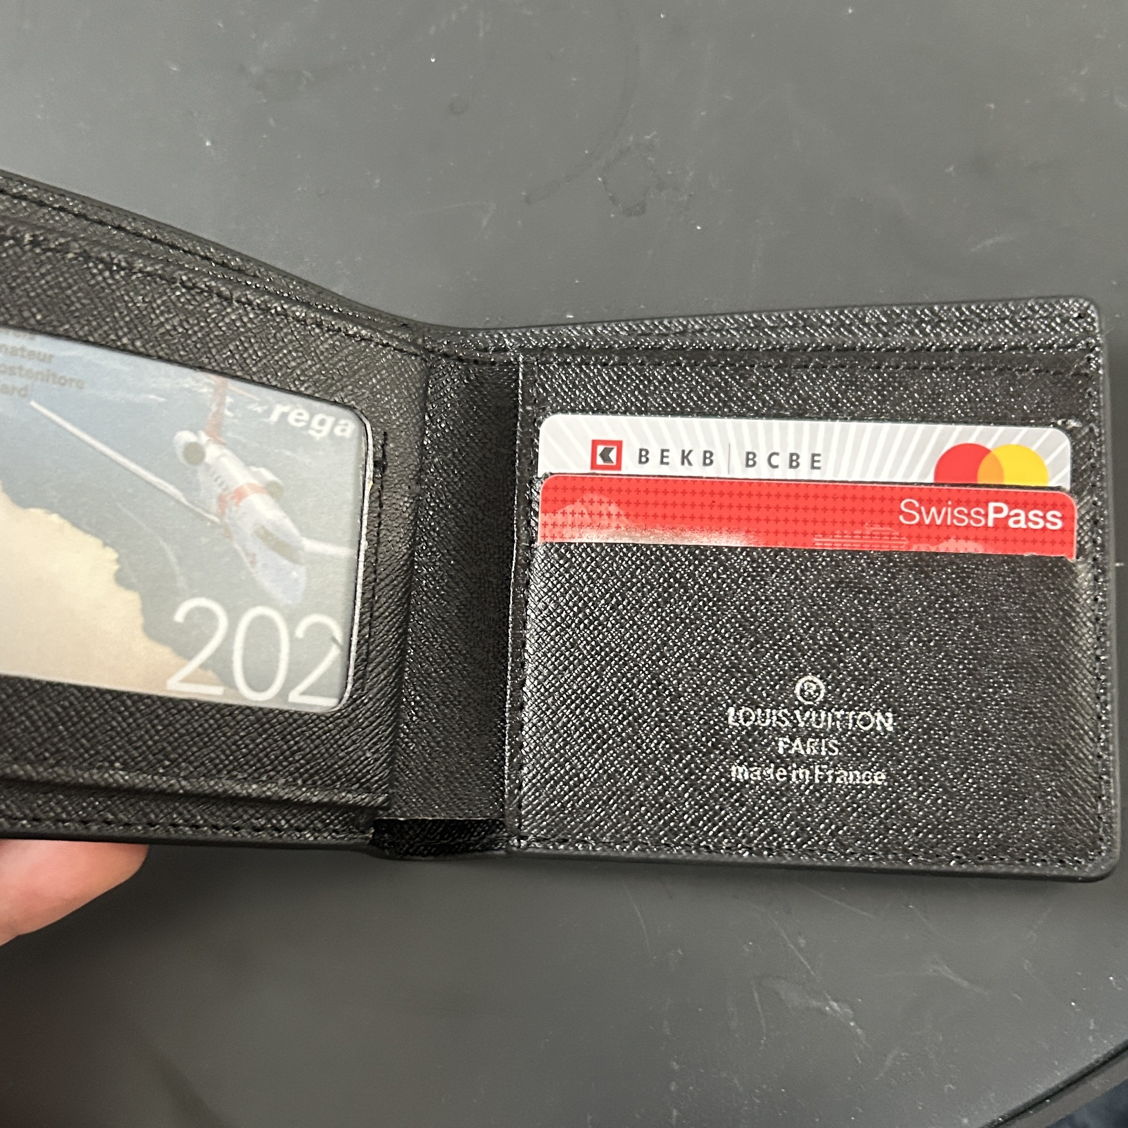 nateur
ostenitore
ard
rega
202
BEKB | BCBE
SwissPass
®
LOUIS VUITTON
PARIS
made in France